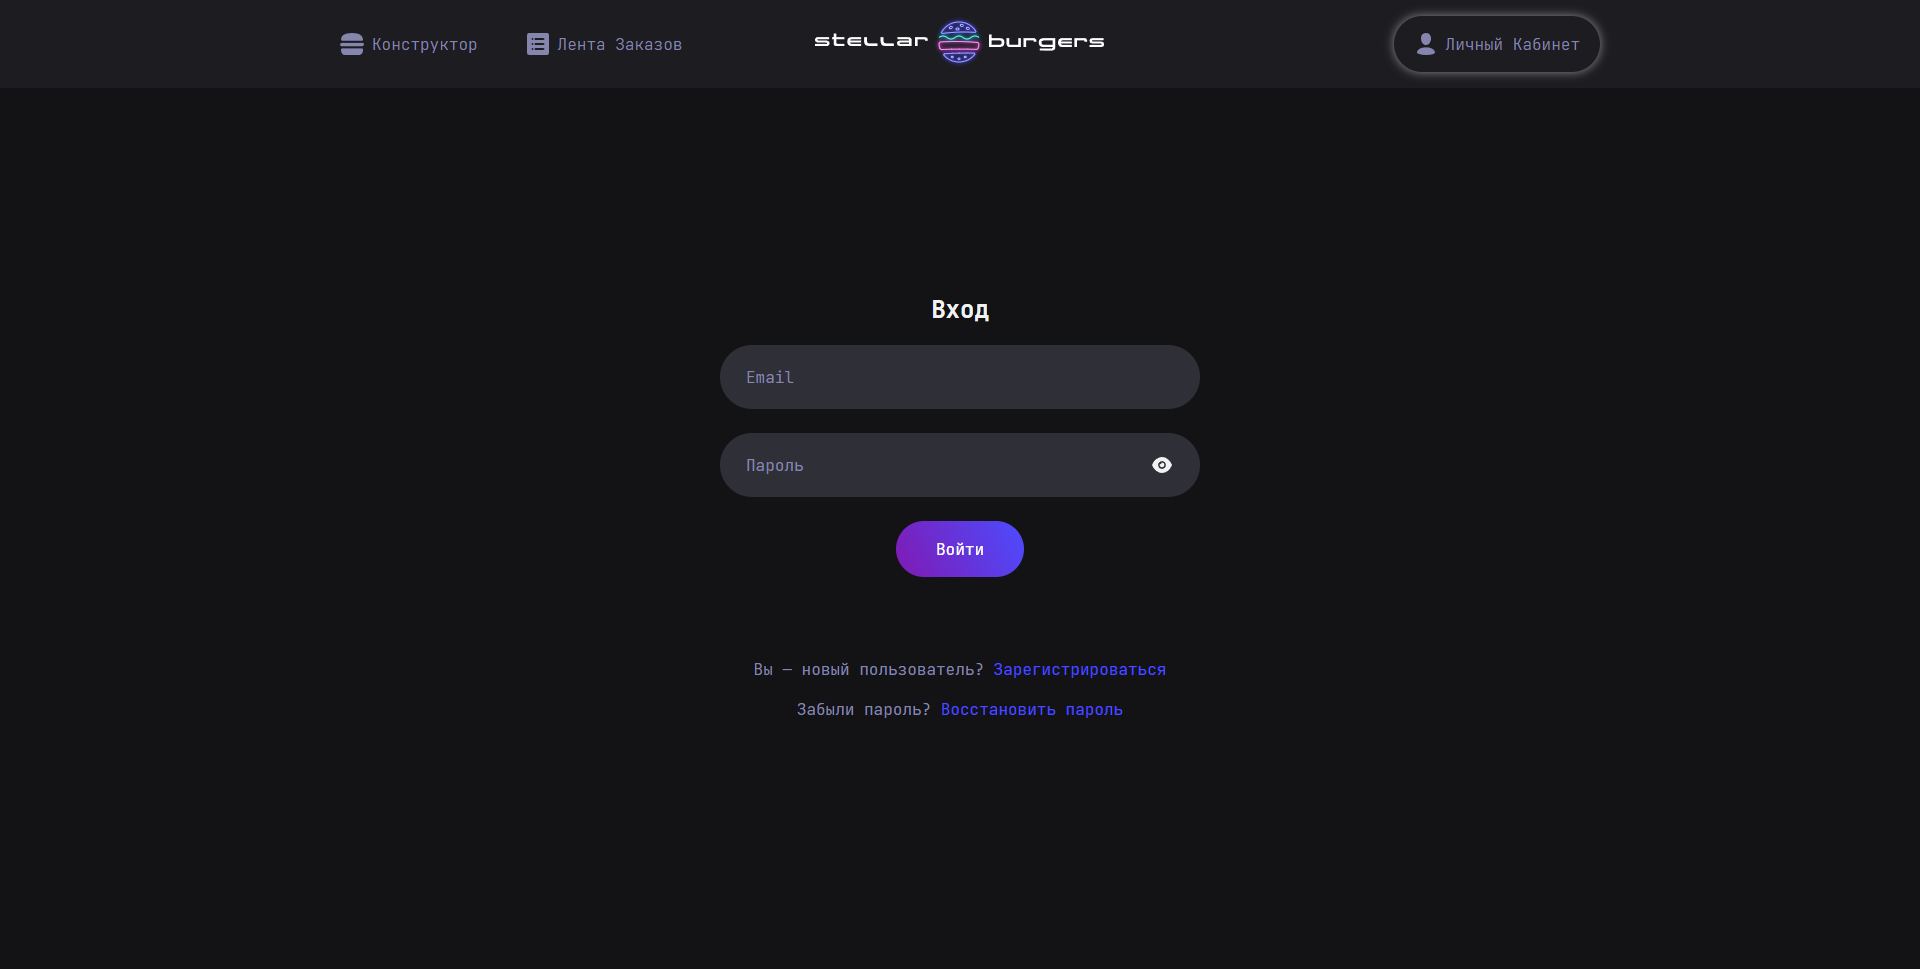 Конструктор
Лента Заказов
stellar burgers
Личный Кабинет
Вход
Email
Пароль
Войти
Вы — новый пользователь? Зарегистрироваться
Забыли пароль? Восстановить пароль